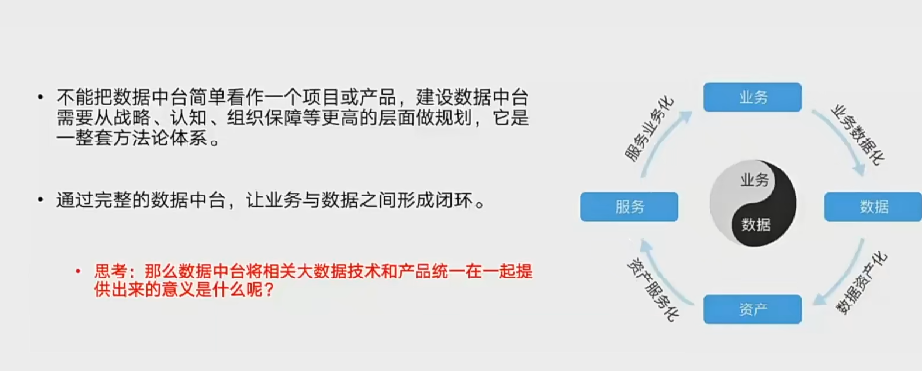 • 不能把数据中台简单看作一个项目或产品，建设数据中台
需要从战略、认知、组织保障等更高的层面做规划，它是
一整套方法论体系。
• 通过完整的数据中台，让业务与数据之间形成闭环。
• 思考：那么数据中台将相关大数据技术和产品统一在一起提
供出来的意义是什么呢？
业务
服务业务化
业务数据化
业务
数据
服务
数据
资产服务化
数据资产化
资产